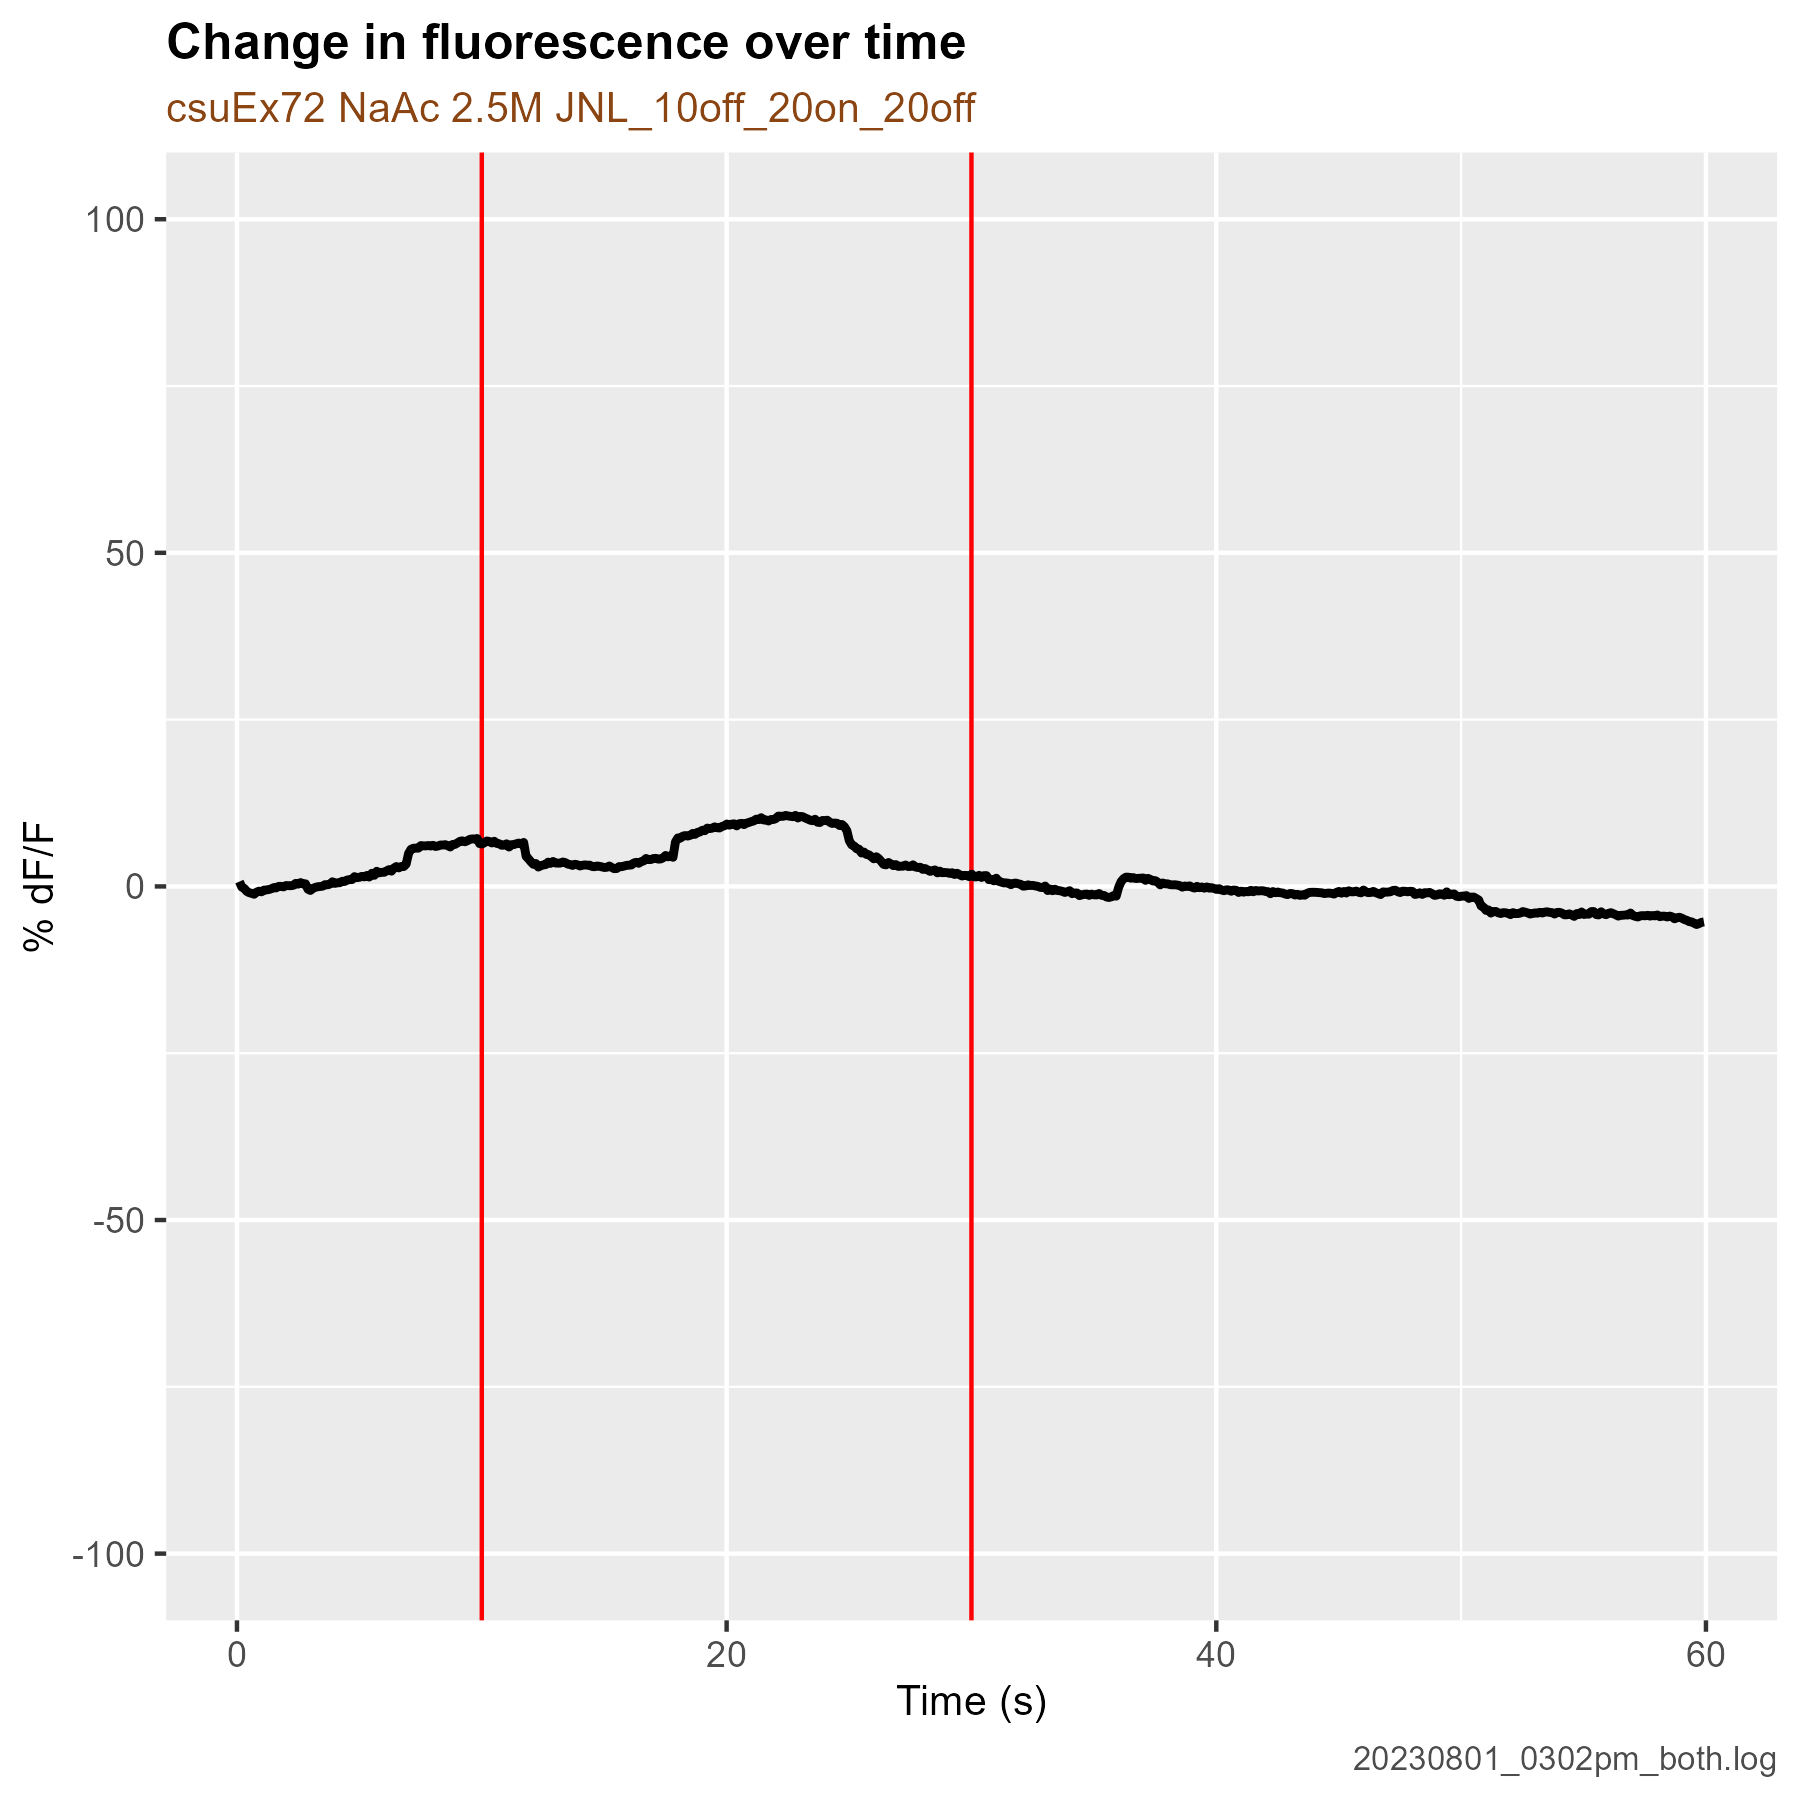 Change in fluorescence over time
csuEx72 NaAc 2.5M JNL_10off_20on_20off
100
50
0
-50
-100
% dF/F
0 20 40 60
Time (s)
20230801_0302pm_both.log